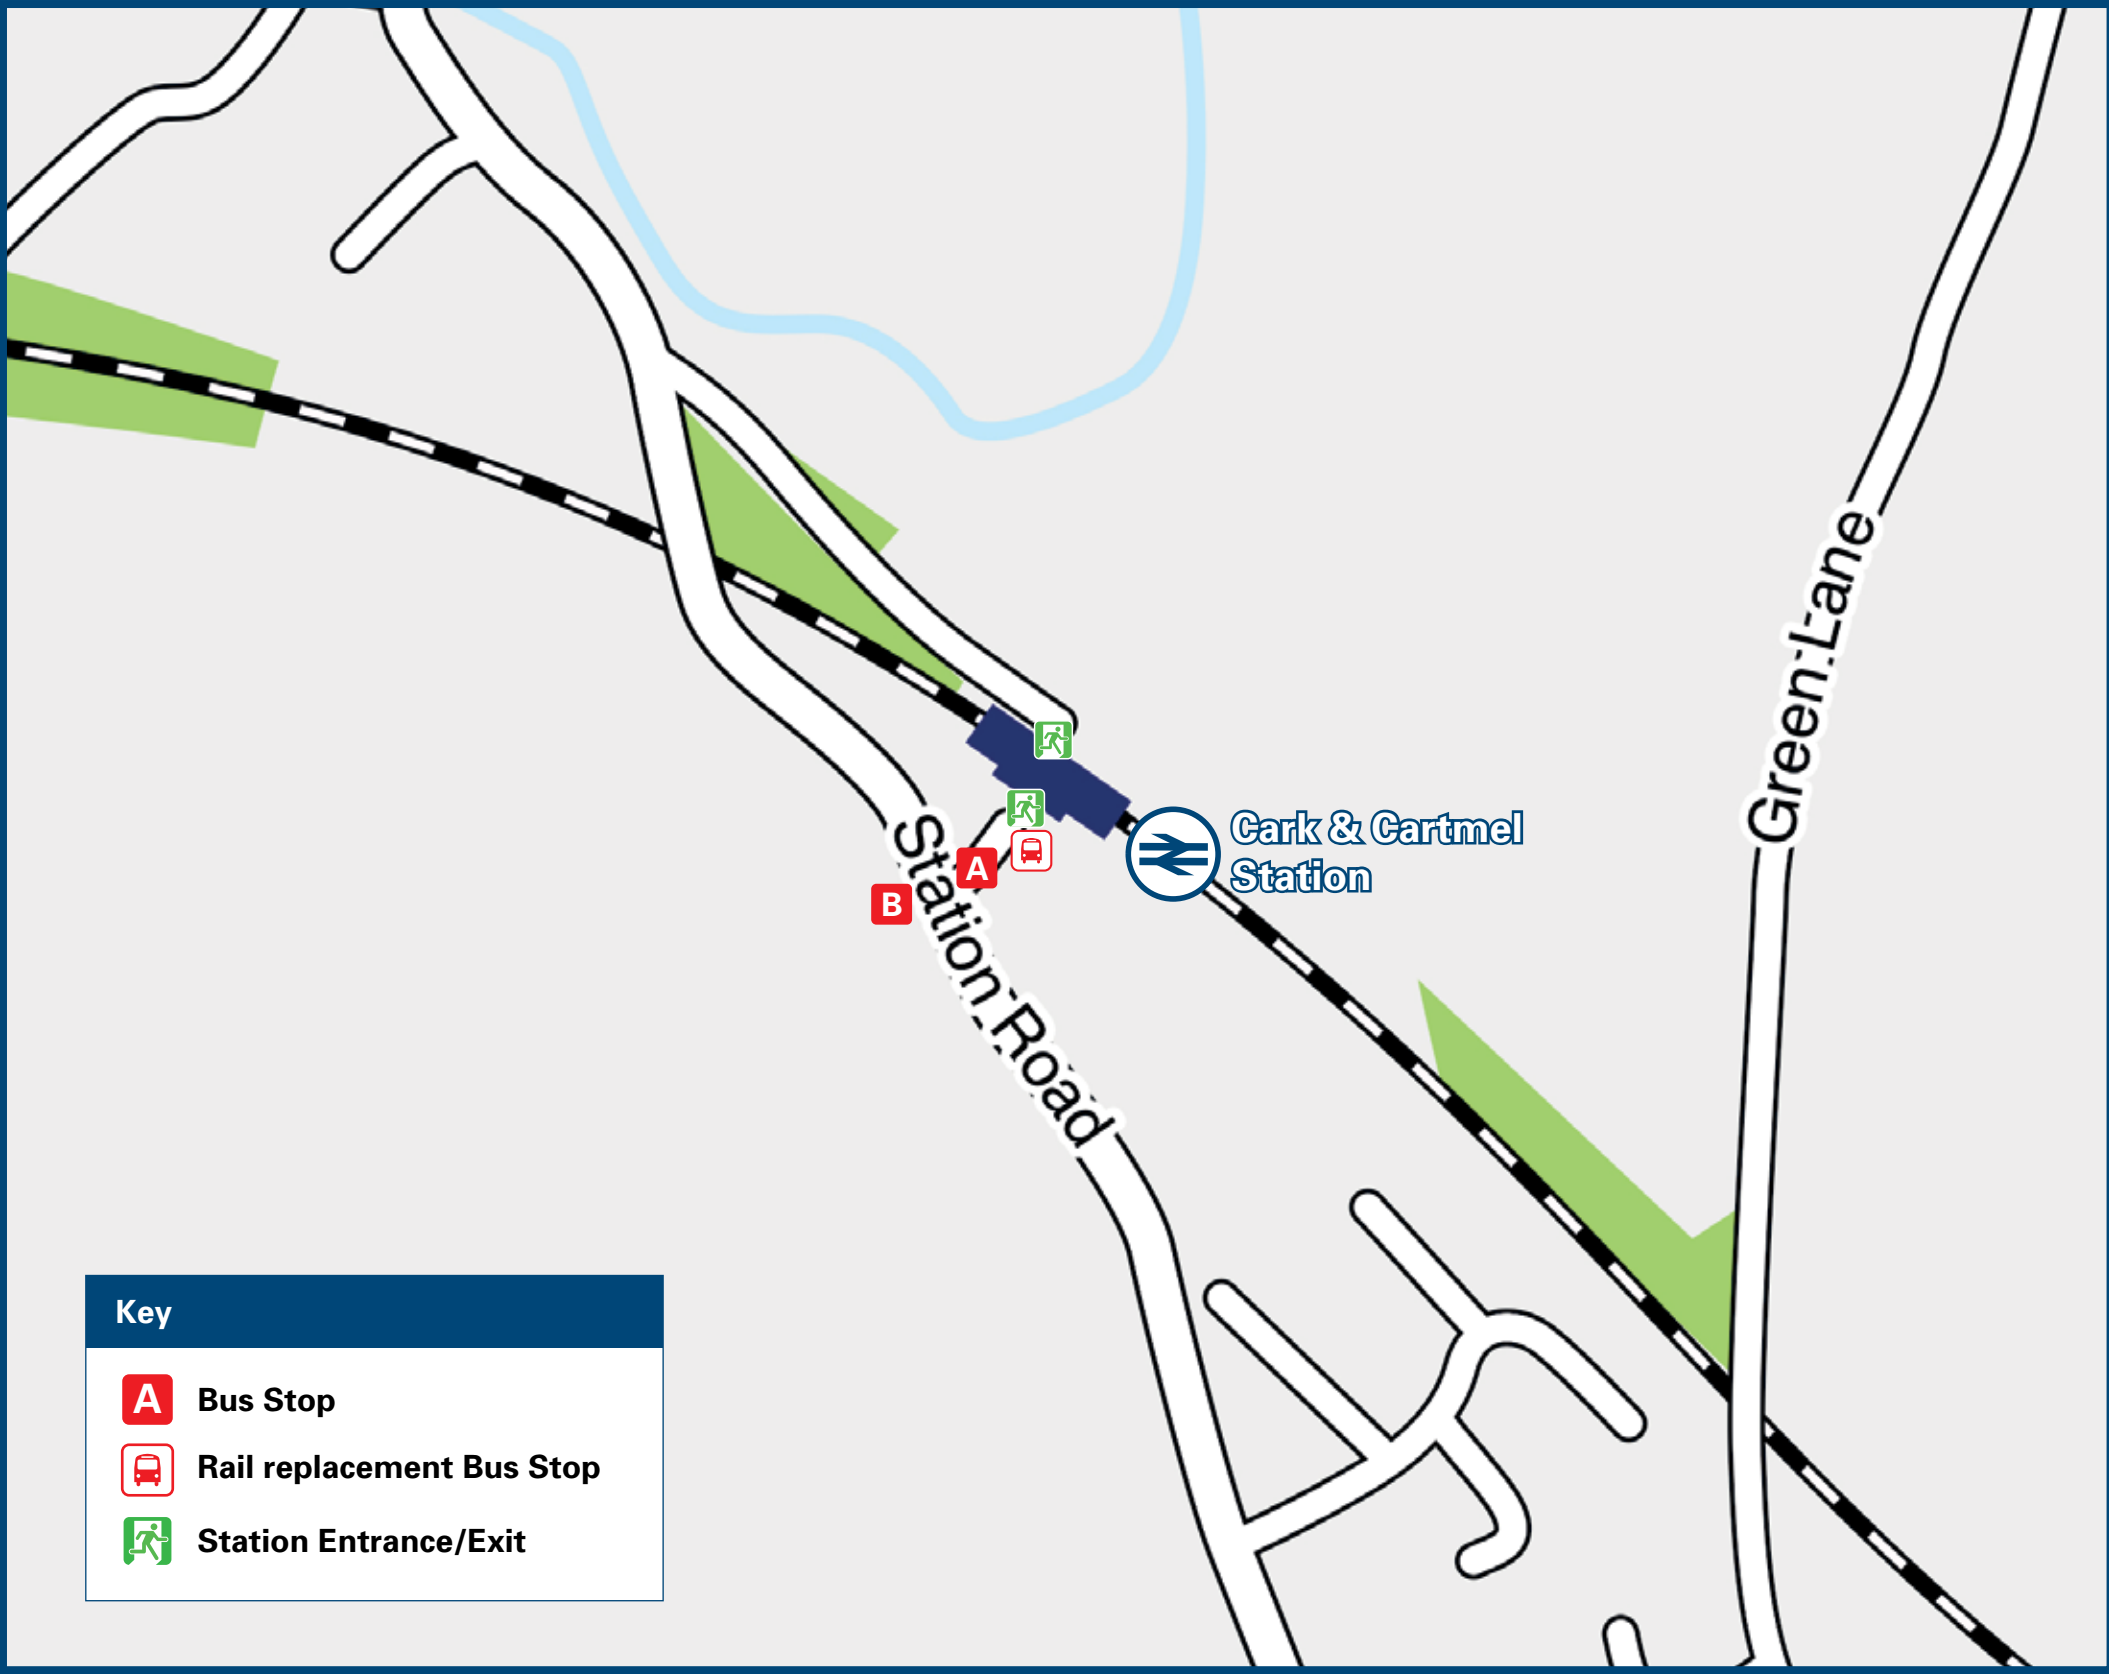 Green Lane
Cark & Cartmel
Station
A
B
Station Road
Key
A Bus Stop
Rail replacement Bus Stop
Station Entrance/Exit